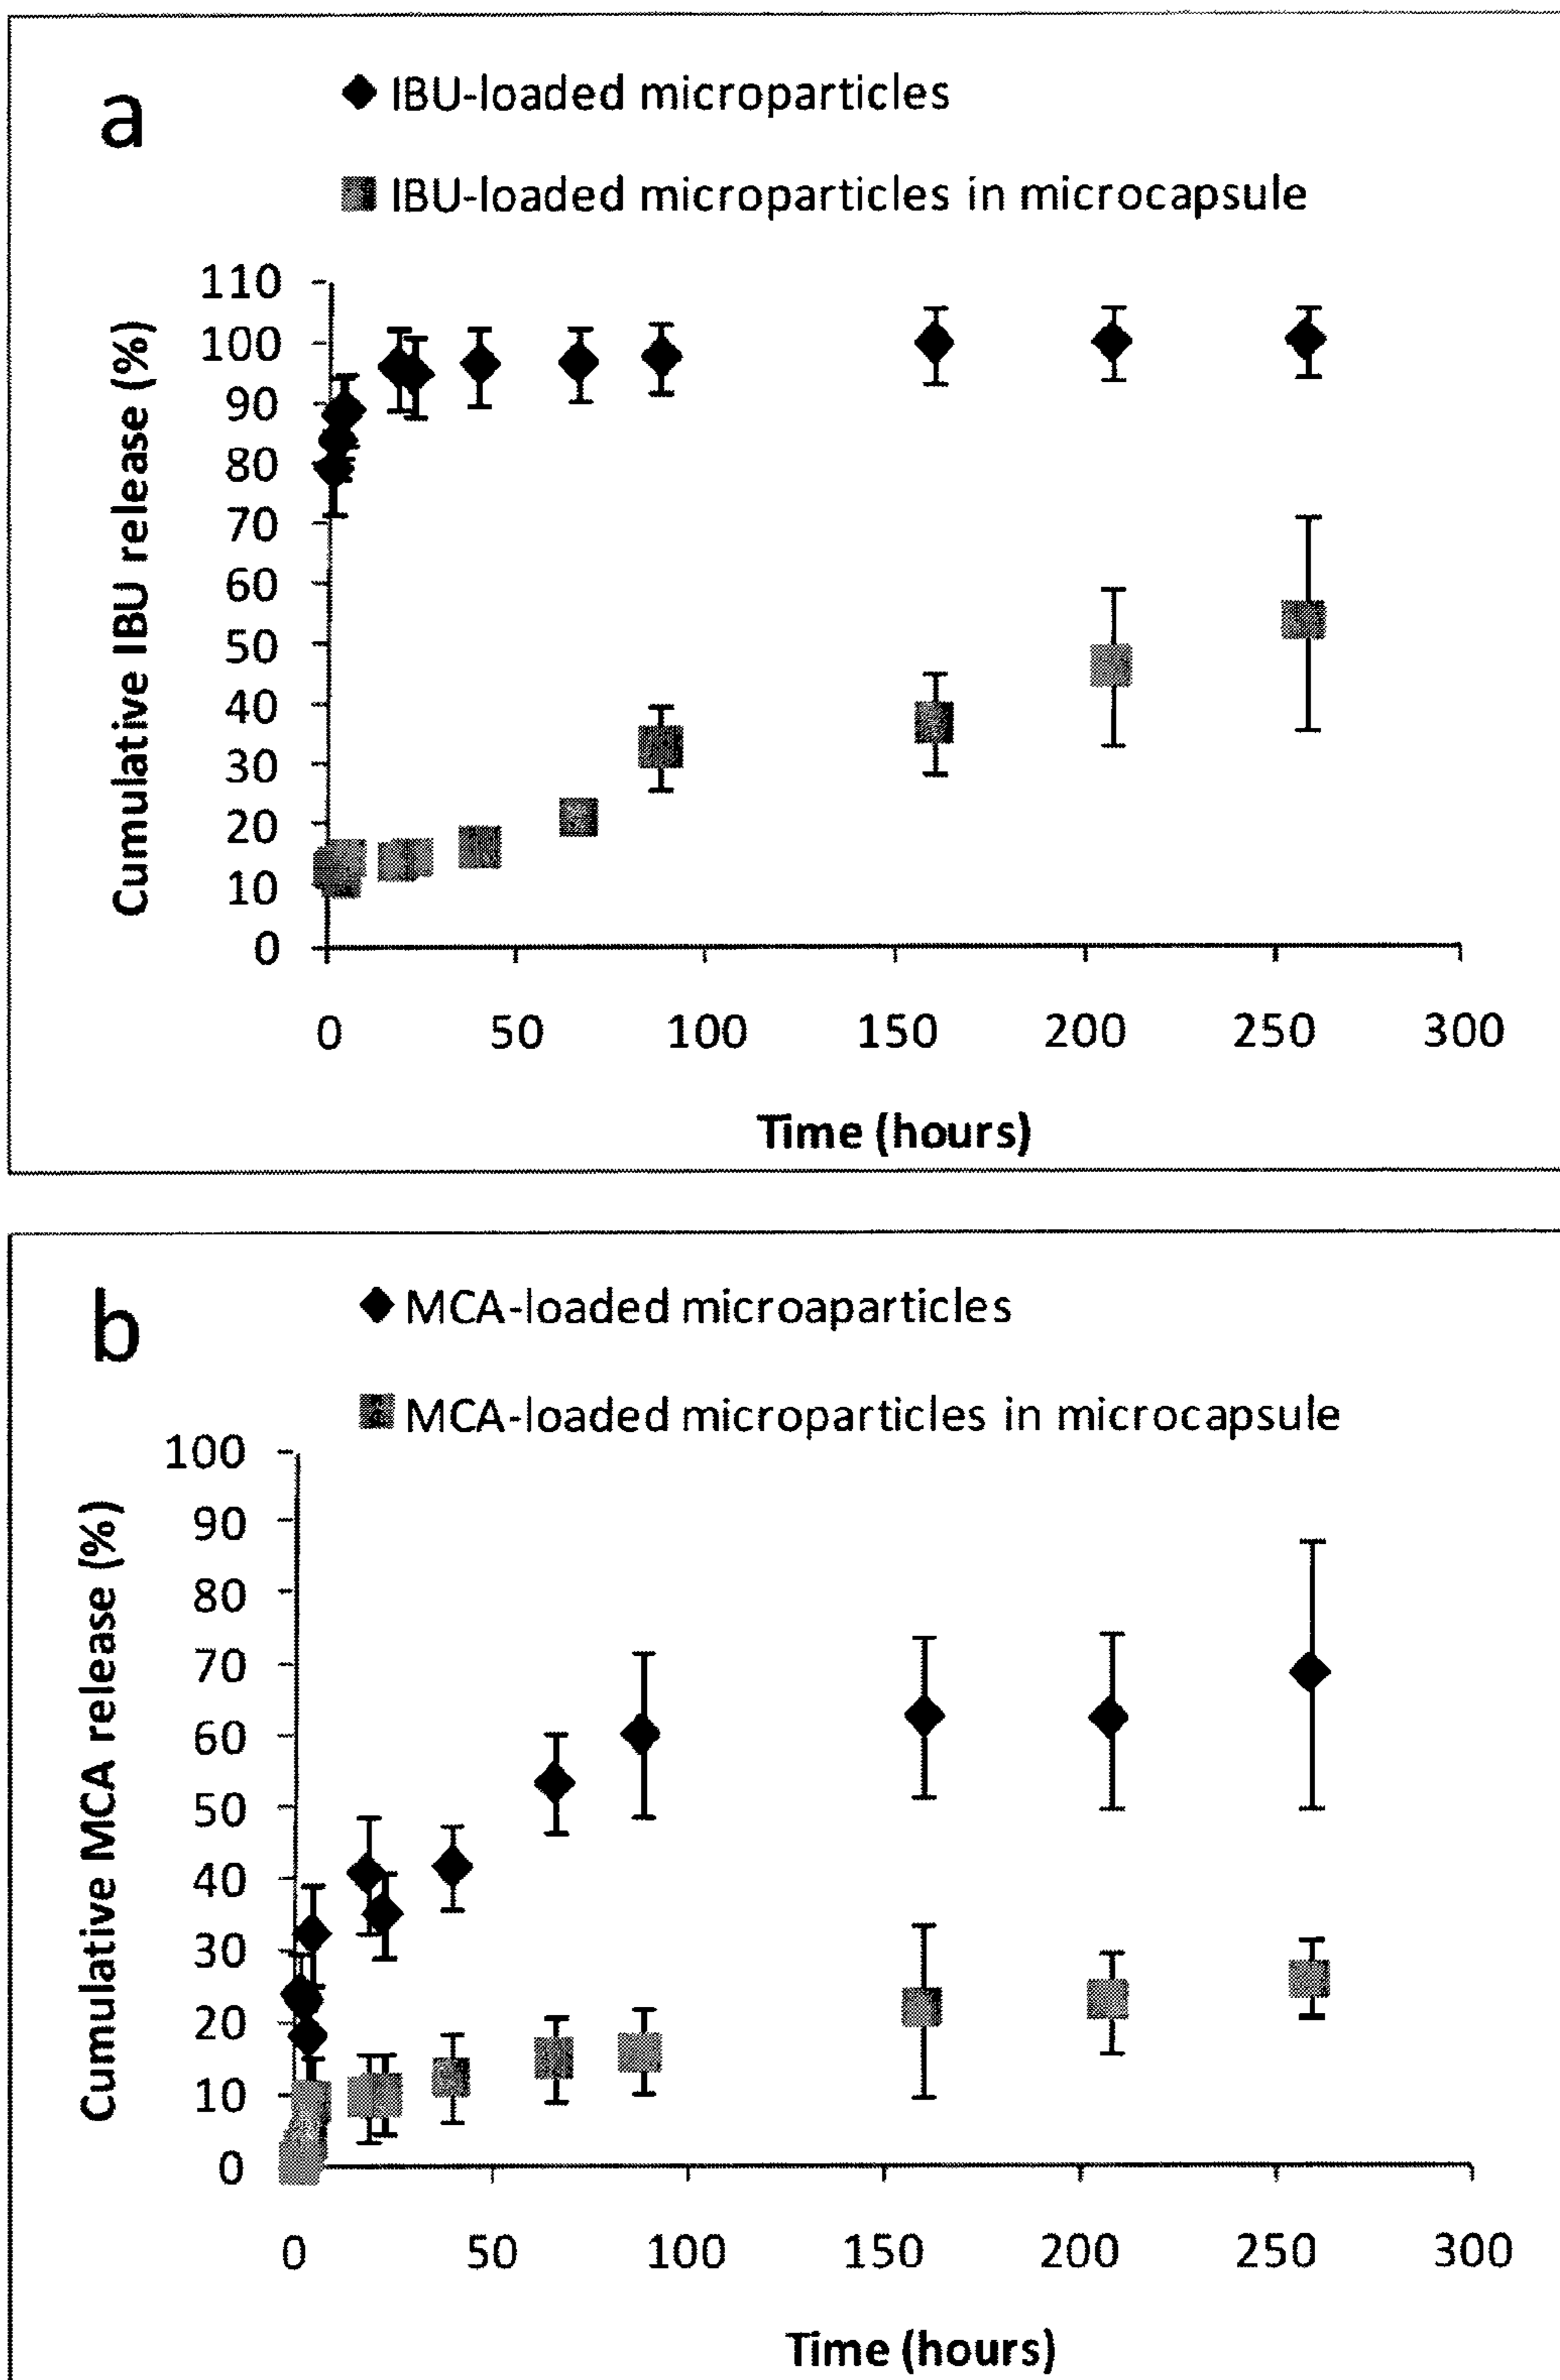 a
IBU-loaded microparticles
IBU-loaded microparticles in microcapsule
Cumulative IBU release (%)
110
100
90
80
70
60
50
40
30
20
10
0
0 50 100 150 200 250 300
Time (hours)
b
MCA-loaded microaparticles
MCA-loaded microparticles in microcapsule
Cumulative MCA release (%)
100
90
80
70
60
50
40
30
20
10
0
0 50 100 150 200 250 300
Time (hours)